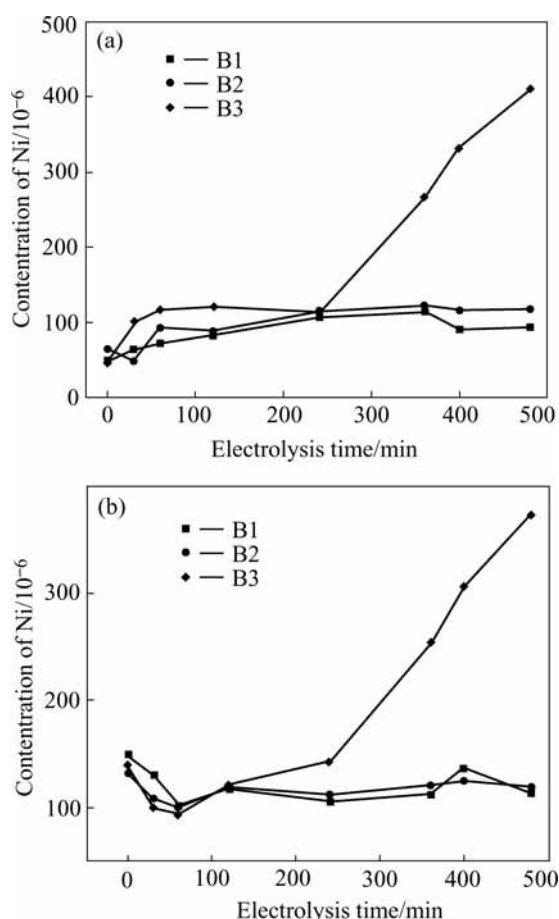 500
(a)
B1
B2
B3
400
300
200
100
0
Contentration of Ni/10⁻⁶
0 100 200 300 400 500
Electrolysis time/min
(b)
B1
B2
B3
300
200
100
Contentration of Ni/10⁻⁶
0 100 200 300 400 500
Electrolysis time/min